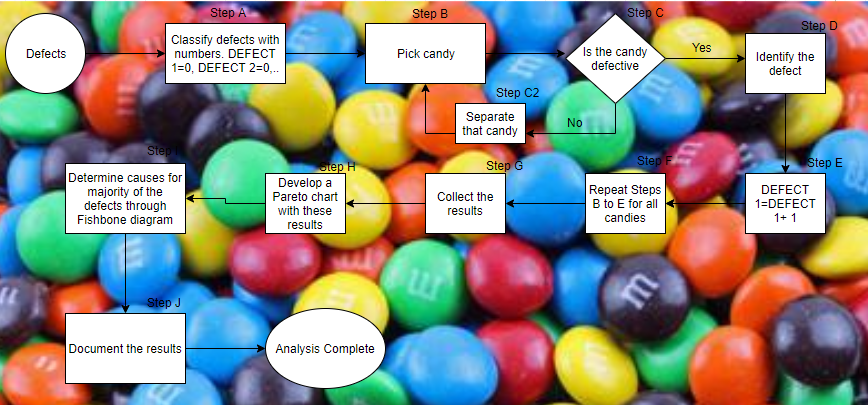 Step A
Step B
Step C
Step D
Defects
Classify defects with
numbers. DEFECT
1=0, DEFECT 2=0,..
Pick candy
Is the candy
defective
Yes
Identify the
defect
Step C2
Separate
that candy
No
Step E
DEFECT
1=DEFECT
1+ 1
Step F
Repeat Steps
B to E for all
candies
Step G
Collect the
results
Step H
Develop a
Pareto chart
with these
results
Step
Determine causes for
majority of the
defects through
Fishbone diagram
Step J
Document the results
Analysis Complete
m
m
m